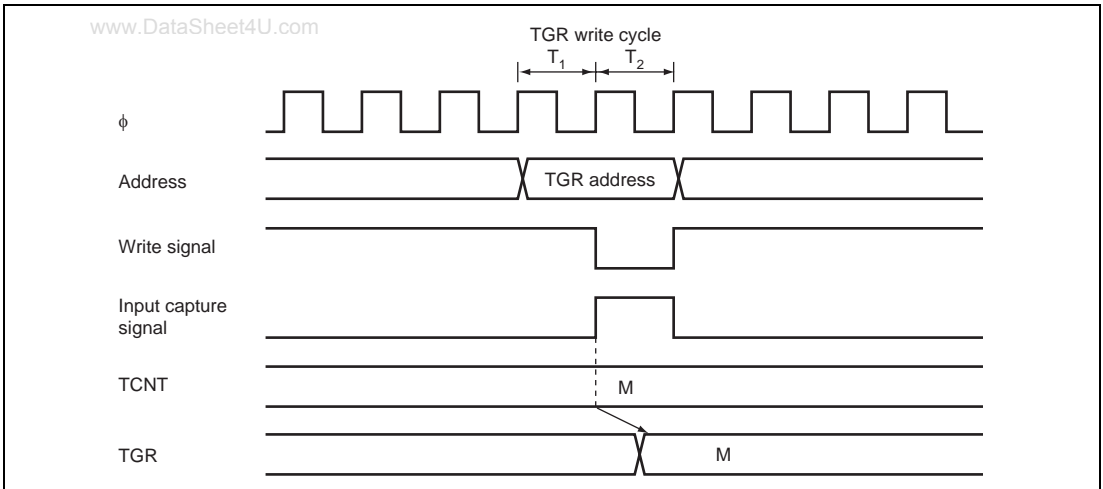 www.DataSheet4U.com
TGR write cycle
T1 T2
ϕ
Address
TGR address
Write signal
Input capture
signal
TCNT
M
TGR
M